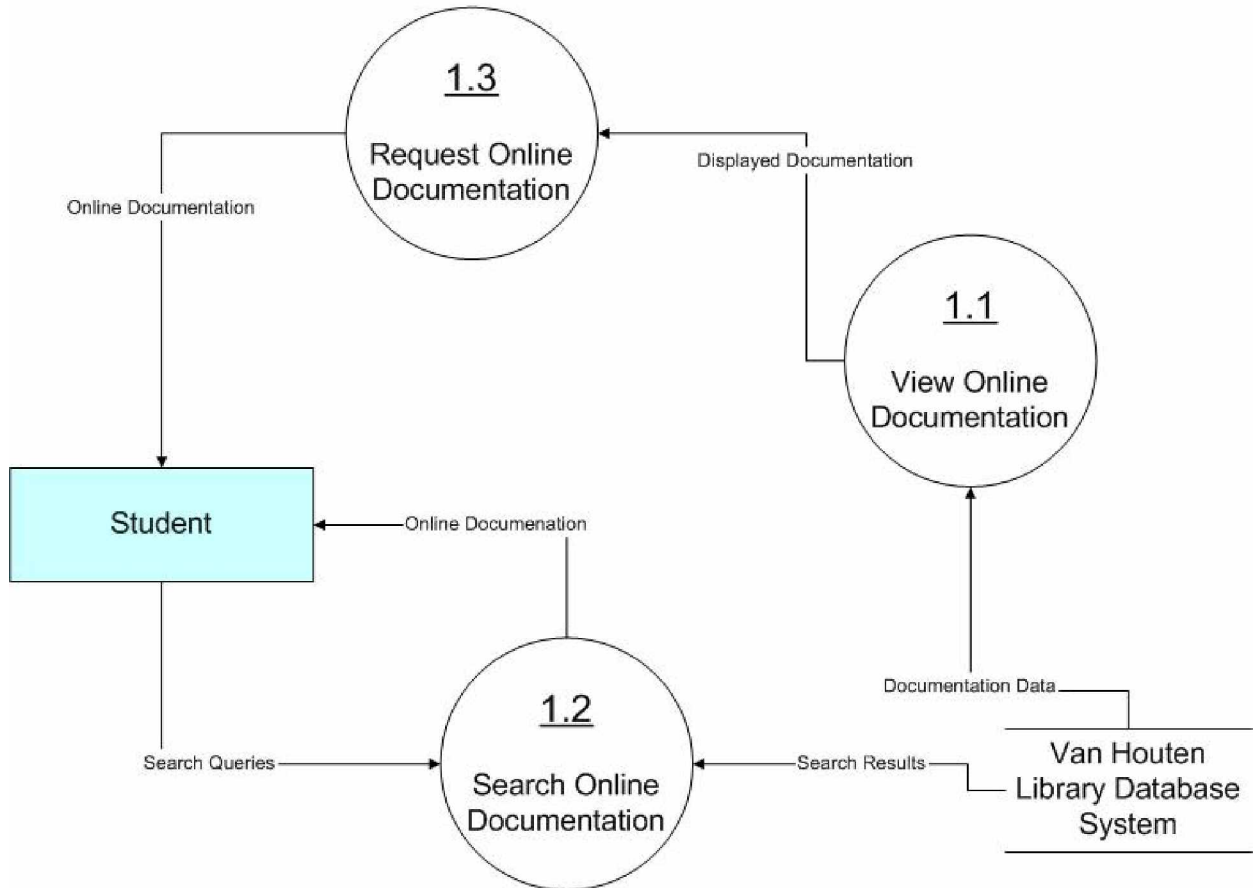 1.3
Request Online
Documentation
Displayed Documentation
Online Documentation
1.1
View Online
Documentation
Student
Online Documenation
Documentation Data
1.2
Search Online
Documentation
Search Queries
Search Results
Van Houten
Library Database
System